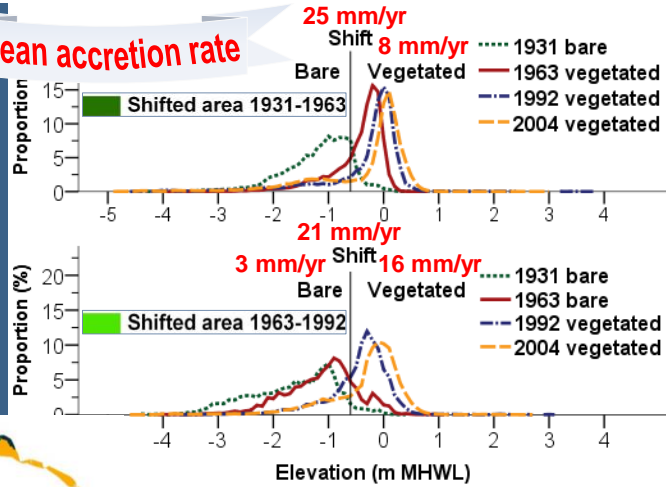 25 mm/yr
ean accretion rate
Shift 8 mm/yr
Bare Vegetated
1931 bare
1963 vegetated
1992 vegetated
2004 vegetated
Shifted area 1931-1963
Proportion
15
10
5
0
-5 -4 -3 -2 -1 0 1 2 3 4
21 mm/yr
3 mm/yr Shift 16 mm/yr
Bare Vegetated
1931 bare
1963 bare
1992 vegetated
2004 vegetated
Shifted area 1963-1992
Proportion (%)
20
15
10
5
0
-4 -3 -2 -1 0 1 2 3 4
Elevation (m MHWL)